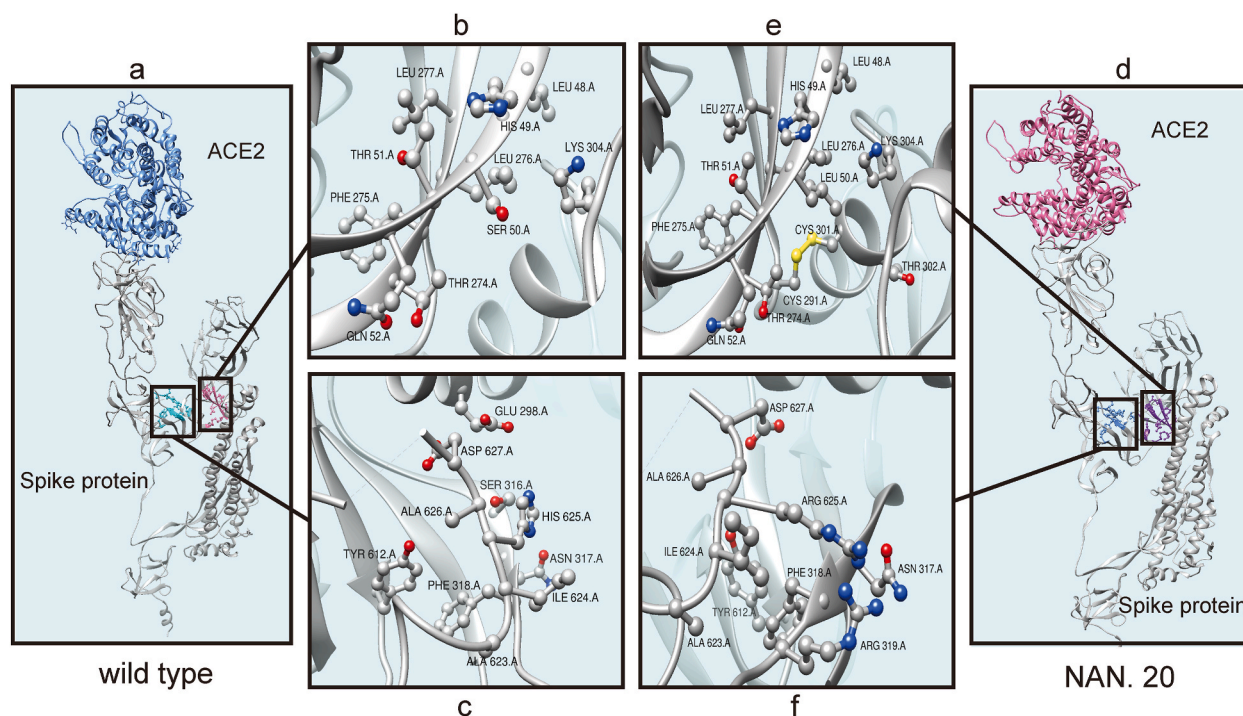 a
ACE2
Spike protein
wild type
b
LEU 277.A
LEU 48.A
HIS 49.A
THR 51.A
LEU 276.A
LYS 304.A
PHE 275.A
SER 50.A
THR 274.A
GLN 52.A
c
GLU 298.A
ASP 627.A
SER 316.A
ALA 626.A
HIS 625.A
TYR 612.A
ASN 317.A
PHE 318.A
ILE 624.A
ALA 623.A
e
LEU 48.A
HIS 49.A
LEU 277.A
LEU 276.A
LYS 304.A
THR 51.A
LEU 50.A
PHE 275.A
CYS 301.A
THR 302.A
CYS 291.A
THR 274.A
GLN 52.A
f
ASP 627.A
ALA 626.A
ARG 625.A
ILE 624.A
PHE 318.A
ASN 317.A
TYR 612.A
ALA 623.A
ARG 319.A
d
ACE2
Spike protein
NAN. 20